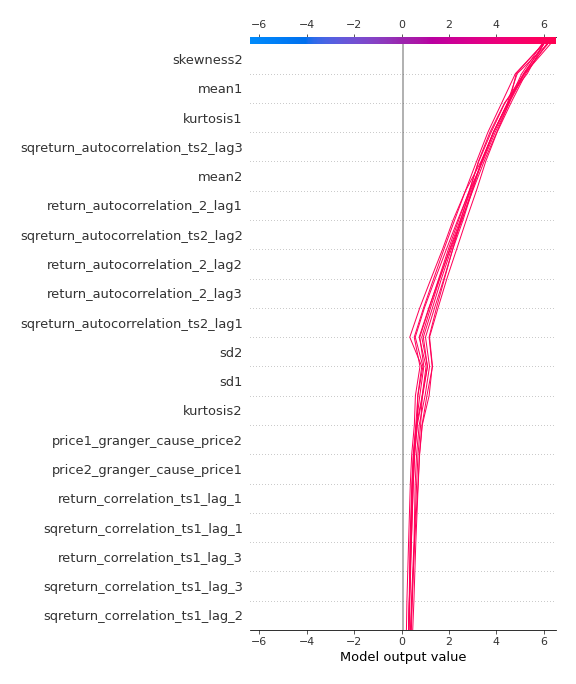 −6 −4 −2 0 2 4 6
skewness2
mean1
kurtosis1
sqreturn_autocorrelation_ts2_lag3
mean2
return_autocorrelation_2_lag1
sqreturn_autocorrelation_ts2_lag2
return_autocorrelation_2_lag2
return_autocorrelation_2_lag3
sqreturn_autocorrelation_ts2_lag1
sd2
sd1
kurtosis2
price1_granger_cause_price2
price2_granger_cause_price1
return_correlation_ts1_lag_1
sqreturn_correlation_ts1_lag_1
return_correlation_ts1_lag_3
sqreturn_correlation_ts1_lag_3
sqreturn_correlation_ts1_lag_2
−6 −4 −2 0 2 4 6
Model output value